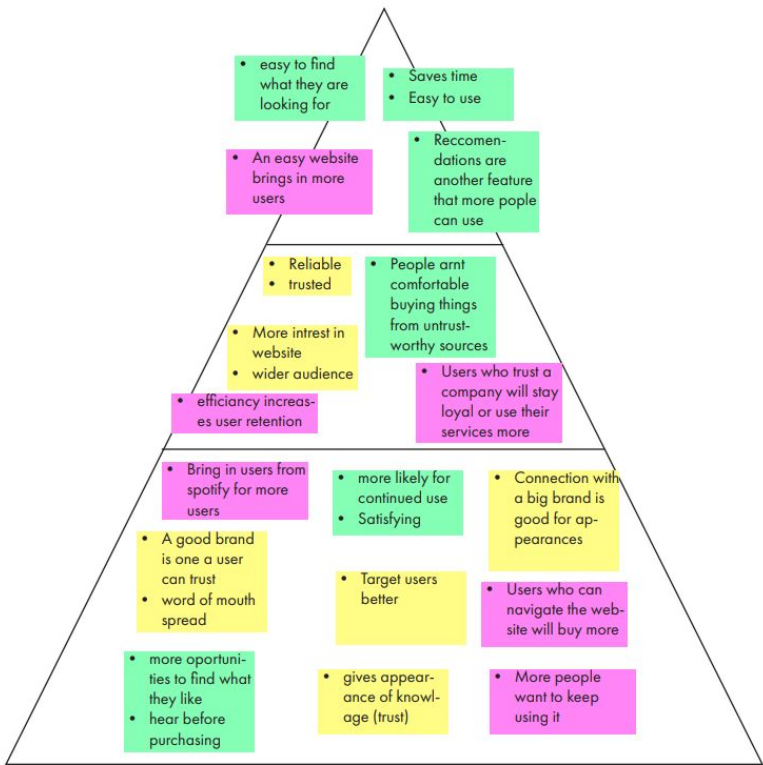 • easy to find
what they are
looking for
• Saves time
• Easy to use
• An easy website
brings in more
users
• Reccomen-
dations are
another feature
that more pople
can use
• Reliable
• trusted
• People arnt
comfortable
buying things
from untrust-
worthy sources
• More intrest in
website
• wider audience
• Users who trust a
company will stay
loyal or use their
services more
• efficiancy increas-
es user retention
• Bring in users from
spotify for more
users
• more likely for
continued use
• Satisfying
• Connection with
a big brand is
good for ap-
pearances
• A good brand
is one a user
can trust
• word of mouth
spread
• Target users
better
• Users who can
navigate the web-
site will buy more
• more oportuni-
ties to find what
they like
• hear before
purchasing
• gives appear-
ance of knowl-
age (trust)
• More people
want to keep
using it